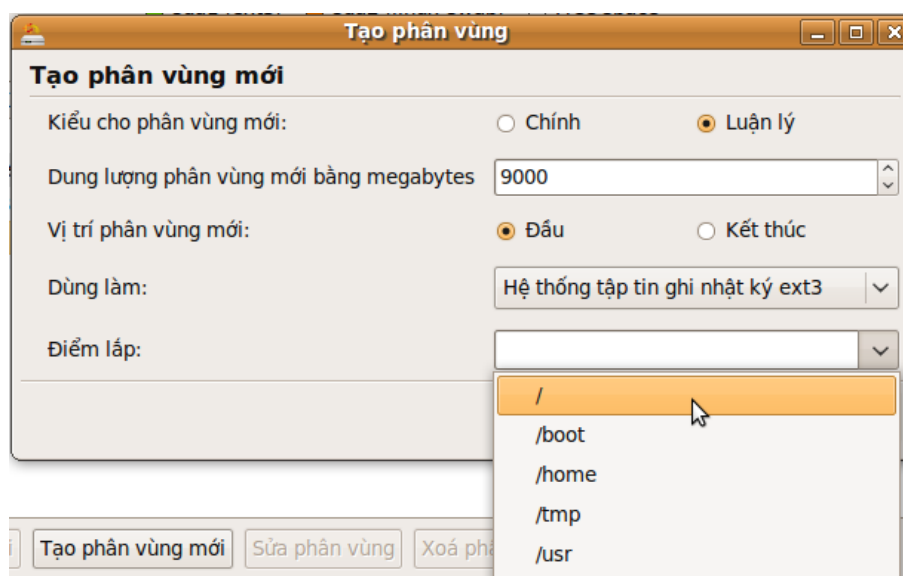 Tạo phân vùng
Tạo phân vùng mới
Kiểu cho phân vùng mới: Chính Luận lý
Dung lượng phân vùng mới bằng megabytes 9000
Vị trí phân vùng mới: Đầu Kết thúc
Dùng làm: Hệ thống tập tin ghi nhật ký ext3
Điểm lắp:
/
/boot
/home
/tmp
/usr
Tạo phân vùng mới Sửa phân vùng Xoá